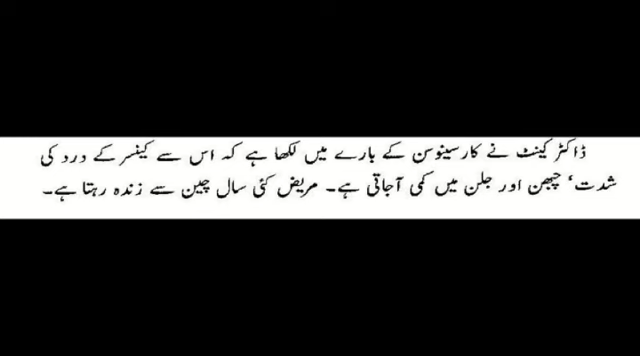 ڈاکٹر کینٹ نے کارسینوسن کے بارے میں لکھا ہے کہ اس سے کینسر کے درد کی
شدت‘ چبھن اور جلن میں کمی آجاتی ہے۔ مریض کئی سال چین سے زندہ رہتا ہے۔